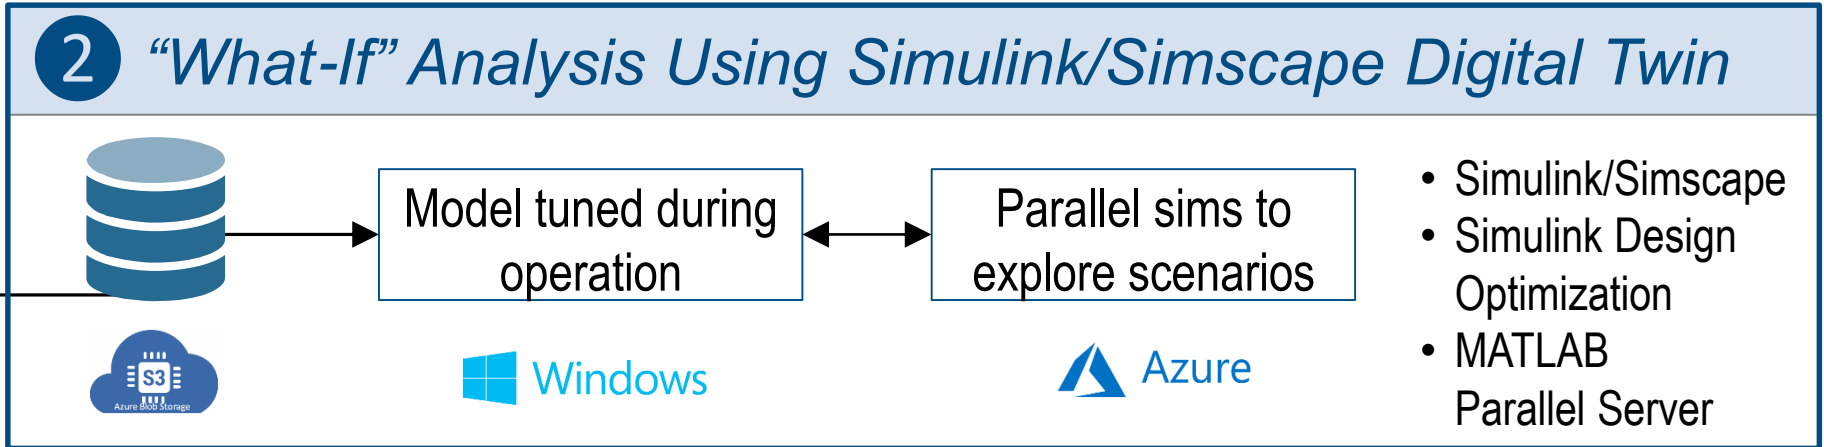 2 “What-If” Analysis Using Simulink/Simscape Digital Twin
Model tuned during
operation
Parallel sims to
explore scenarios
• Simulink/Simscape
• Simulink Design
Optimization
• MATLAB
Parallel Server
S3
Azure Blob Storage
Windows
Azure